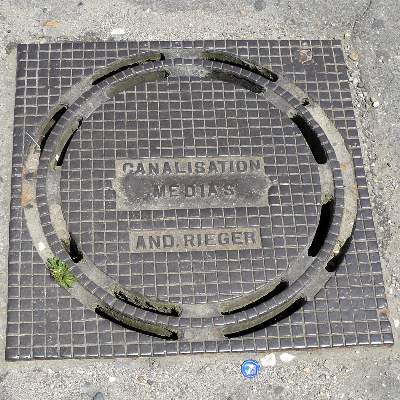 CANALISATION
MEDIAS
AND. RIEGER